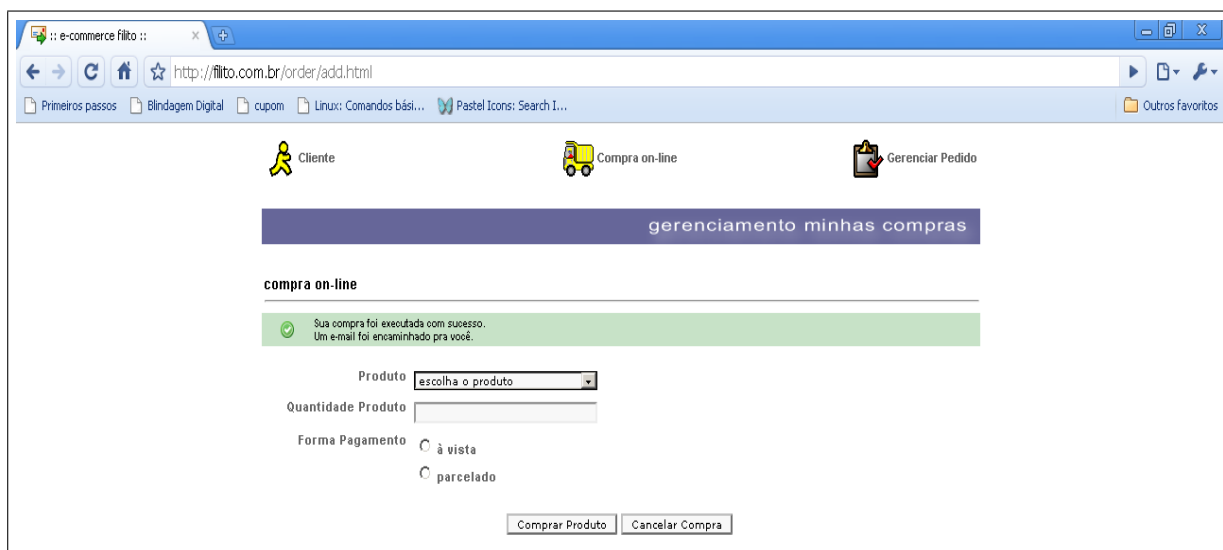 :: e-commerce filito ::
http://filito.com.br/order/add.html
Primeiros passos Blindagem Digital cupom Linux: Comandos bási... Pastel Icons: Search I... Outros favoritos
Cliente Compra on-line Gerenciar Pedido
gerenciamento minhas compras
compra on-line
Sua compra foi executada com sucesso.
Um e-mail foi encaminhado pra você.
Produto escolha o produto
Quantidade Produto
Forma Pagamento à vista
parcelado
Comprar Produto Cancelar Compra